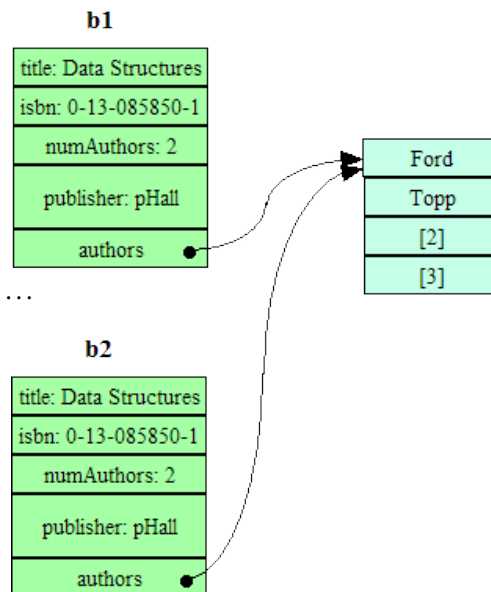 b1
title: Data Structures
isbn: 0-13-085850-1
numAuthors: 2
publisher: pHall
authors
Ford
Topp
[2]
[3]
...
b2
title: Data Structures
isbn: 0-13-085850-1
numAuthors: 2
publisher: pHall
authors